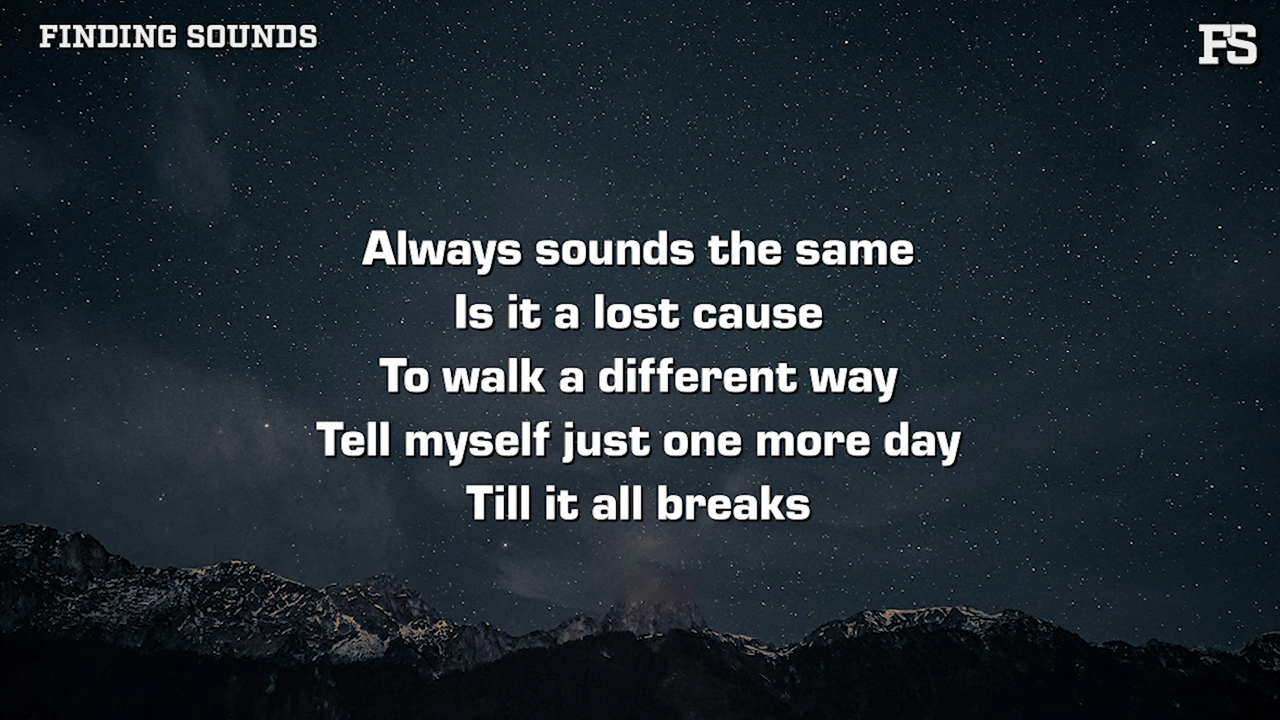 FINDING SOUNDS
FS
Always sounds the same
Is it a lost cause
To walk a different way
Tell myself just one more day
Till it all breaks